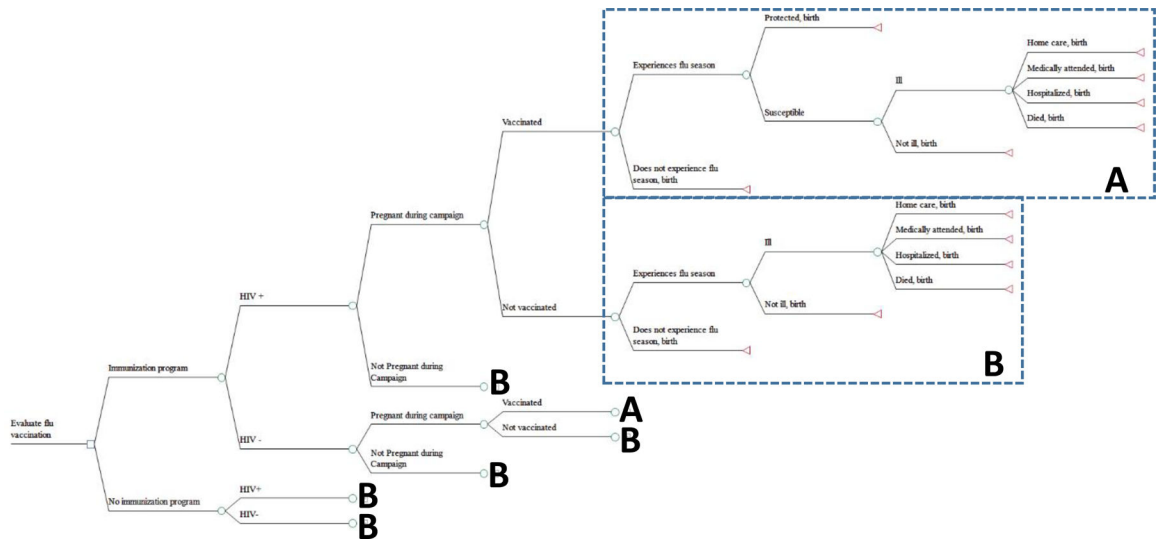 Protected, birth
Home care, birth
Experiences flu season
Ill
Medically attended, birth
Hospitalized, birth
Susceptible
Died, birth
Vaccinated
Not ill, birth
Does not experience flu
season, birth
A
Home care, birth
Pregnant during campaign
Medically attended, birth
Ill
Hospitalized, birth
Experiences flu season
Died, birth
HIV +
Not vaccinated
Not ill, birth
Does not experience flu
season, birth
B
Immunization program
Not Pregnant during
Campaign
B
Vaccinated
A
Pregnant during campaign
Not vaccinated
B
Evaluate flu
vaccination
HIV -
Not Pregnant during
Campaign
B
HIV+
B
No immunization program
HIV-
B